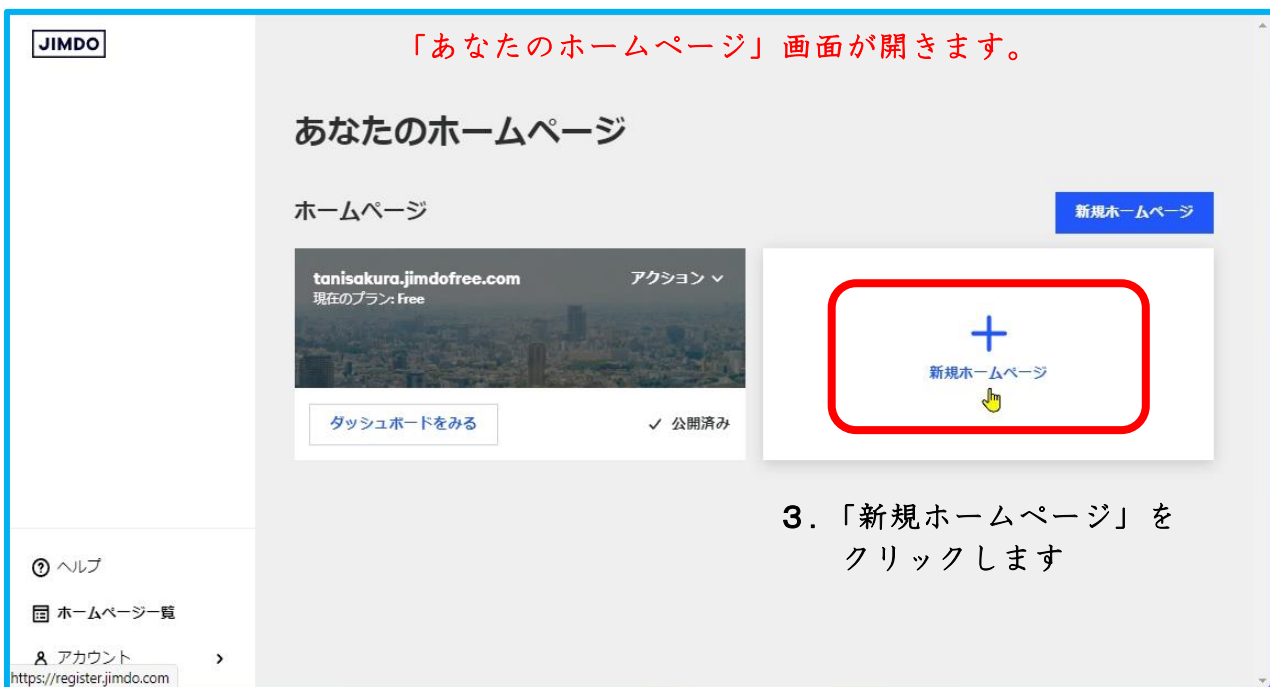 JIMDO
「あなたのホームページ」画面が開きます。
あなたのホームページ
ホームページ
新規ホームページ
tanisakura.jimdofree.com
アクション
現在のプラン: Free
新規ホームページ
ダッシュボードをみる
✓ 公開済み
3.「新規ホームページ」を
クリックします
ヘルプ
ホームページ一覧
アカウント
https://register.jimdo.com